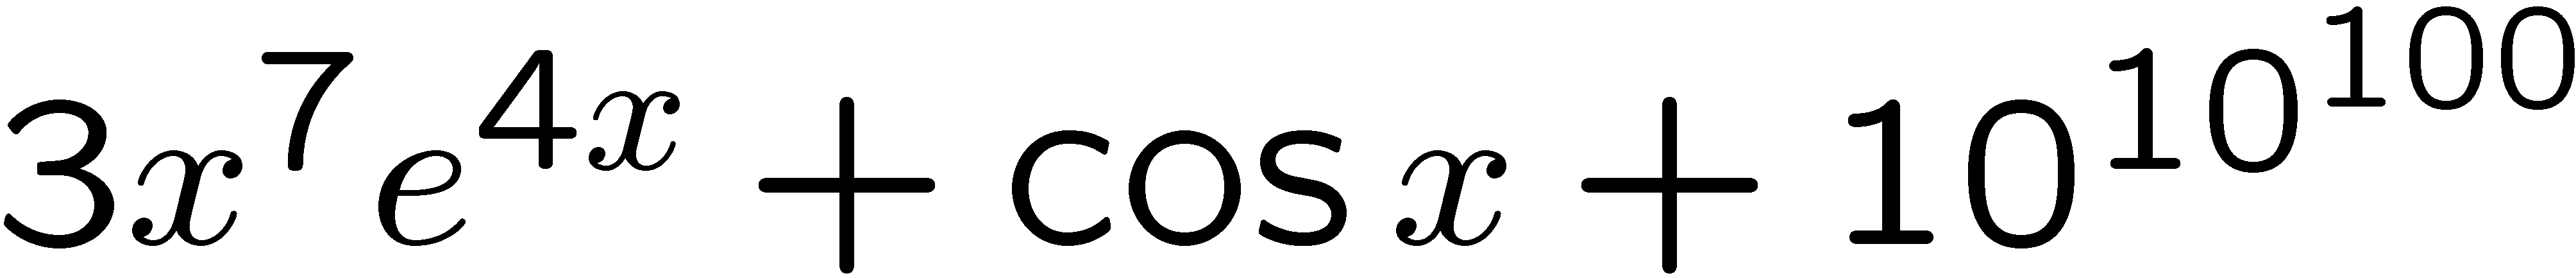 $3x^7e^{4x} + \cos x + 10^{10^{100}}$